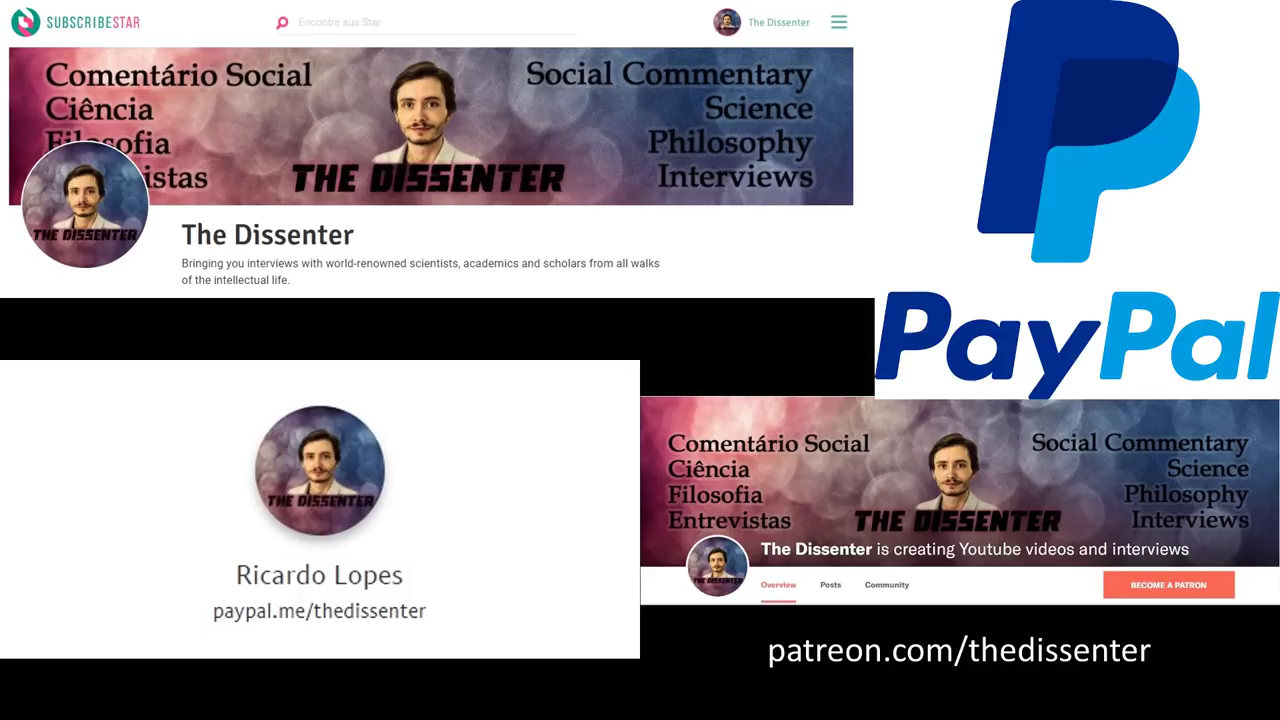 SUBSCRIBESTAR
Encontre sua Star
The Dissenter
Comentário Social
Ciência
Filosofia
istas
Social Commentary
Science
Philosophy
Interviews
THE DISSENTER
THE DISSENTER
The Dissenter
Bringing you interviews with world-renowned scientists, academics and scholars from all walks
of the intellectual life.
PayPal
THE DISSENTER
Ricardo Lopes
paypal.me/thedissenter
Comentário Social
Ciência
Filosofia
Entrevistas
Social Commentary
Science
Philosophy
Interviews
THE DISSENTER
THE DISSENTER
The Dissenter is creating Youtube videos and interviews
Overview Posts Community BECOME A PATRON
patreon.com/thedissenter